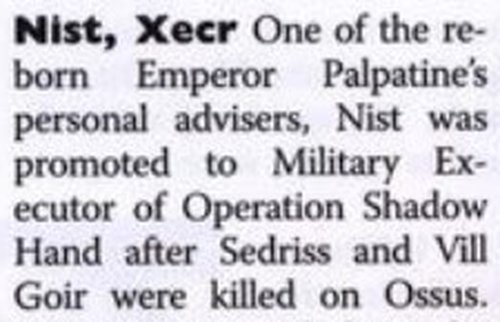 Nist, Xecr One of the re-
born Emperor Palpatine's
personal advisers, Nist was
promoted to Military Ex-
ecutor of Operation Shadow
Hand after Sedriss and Vill
Goir were killed on Ossus.